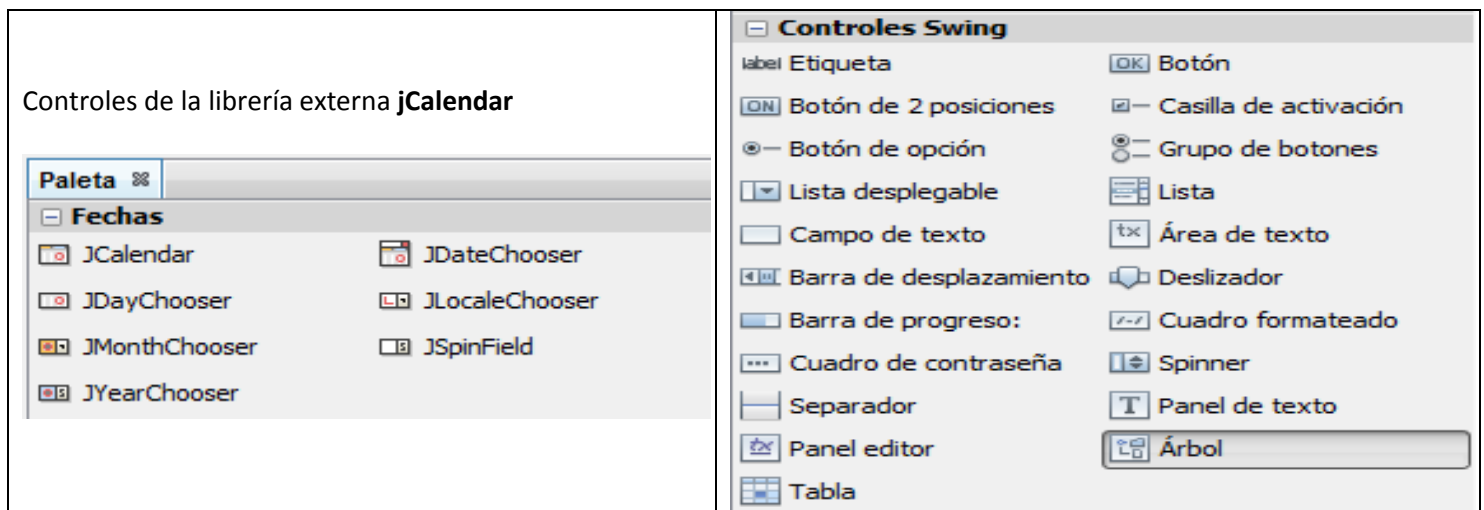 Controles de la librería externa jCalendar
Paleta
Fechas
JCalendar JDateChooser
JDayChooser JLocaleChooser
JMonthChooser JSpinField
JYearChooser
Controles Swing
label Etiqueta OK Botón
ON Botón de 2 posiciones Casilla de activación
Botón de opción Grupo de botones
Lista desplegable Lista
Campo de texto tx Área de texto
Barra de desplazamiento Deslizador
Barra de progreso: Cuadro formateado
Cuadro de contraseña Spinner
Separador T Panel de texto
Panel editor Árbol
Tabla